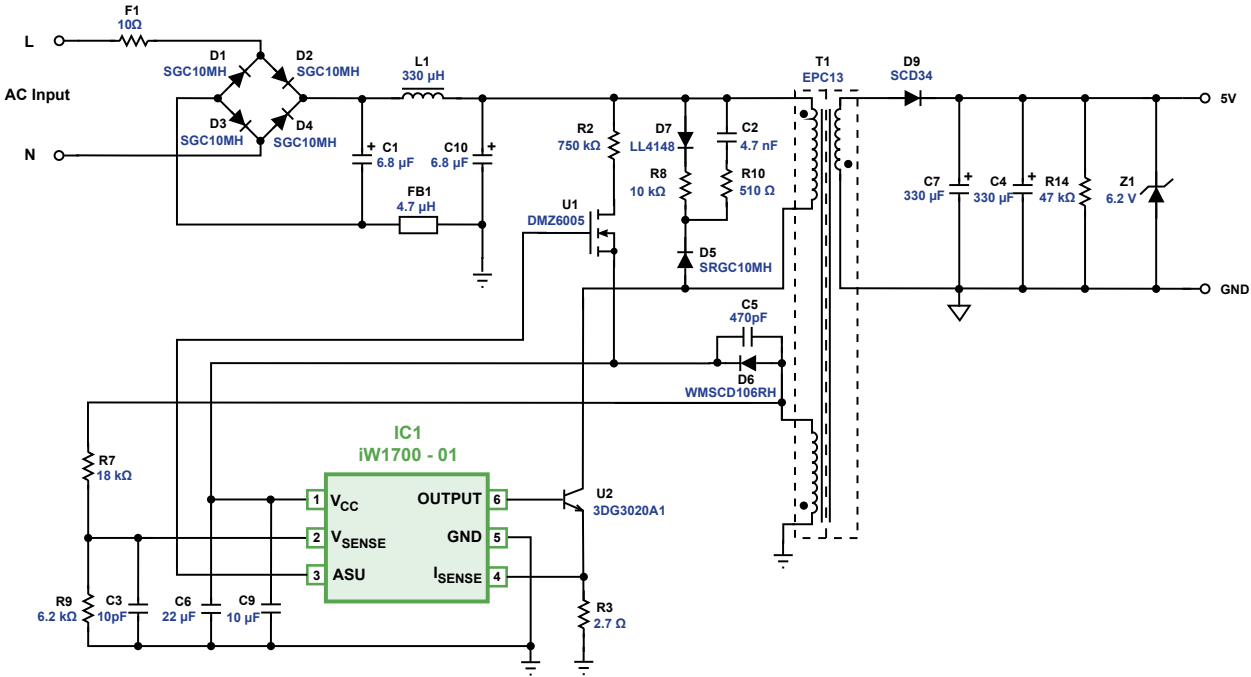 F1
10Ω
L
AC Input
N
D1
SGC10MH
D2
SGC10MH
D3
SGC10MH
D4
SGC10MH
L1
330 µH
C1
6.8 µF
C10
6.8 µF
FB1
4.7 µH
R2
750 kΩ
D7
LL4148
C2
4.7 nF
R8
10 kΩ
R10
510 Ω
U1
DMZ6005
D5
SRGC10MH
T1
EPC13
D9
SCD34
5V
C7
330 µF
C4
330 µF
R14
47 kΩ
Z1
6.2 V
GND
C5
470pF
D6
WMSCD106RH
R7
18 kΩ
IC1
iW1700 - 01
1
VCC
2
VSENSE
3
ASU
OUTPUT
6
GND
5
ISENSE
4
U2
3DG3020A1
R9
6.2 kΩ
C3
10pF
C6
22 µF
C9
10 µF
R3
2.7 Ω